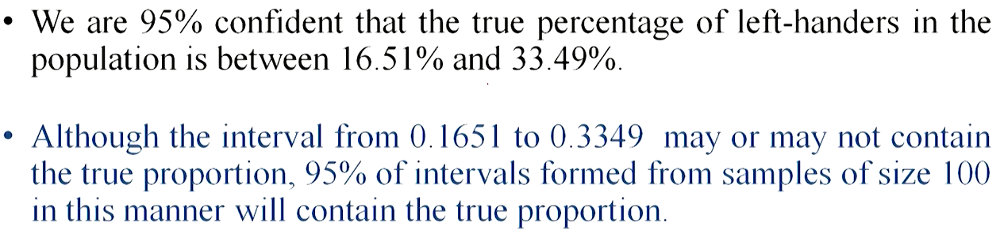 • We are 95% confident that the true percentage of left-handers in the
population is between 16.51% and 33.49%.
• Although the interval from 0.1651 to 0.3349 may or may not contain
the true proportion, 95% of intervals formed from samples of size 100
in this manner will contain the true proportion.